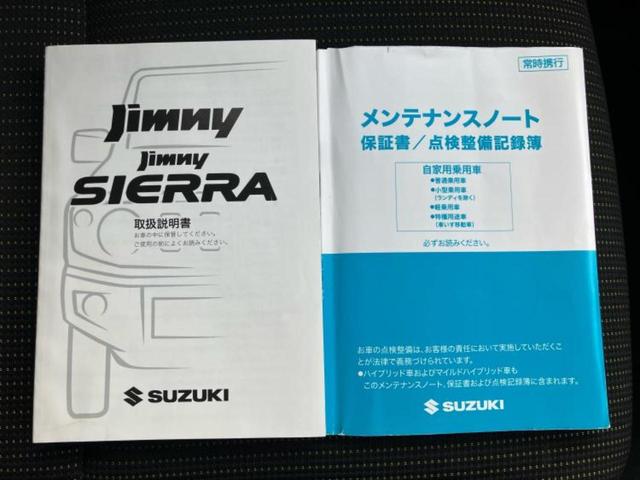 Jimny
Jimny
SIERRA
取扱説明書
お車の中に保管してください。
ご使用の前によくお読みください。
SUZUKI
常時携行
メンテナンスノート
保証書／点検整備記録簿
自家用乗用車
●普通乗用車
●小型乗用車
(ランディを除く)
●軽乗用車
●特種用途車
(車いす移動車)
必ずお読みください。
お車の点検整備は、お客様の責任において実施していただくこ
とが法律で義務づけられています。
●ハイブリッド車およびマイルドハイブリッド車も
このメンテナンスノート、保証書および点検記録簿に含まれます。
SUZUKI